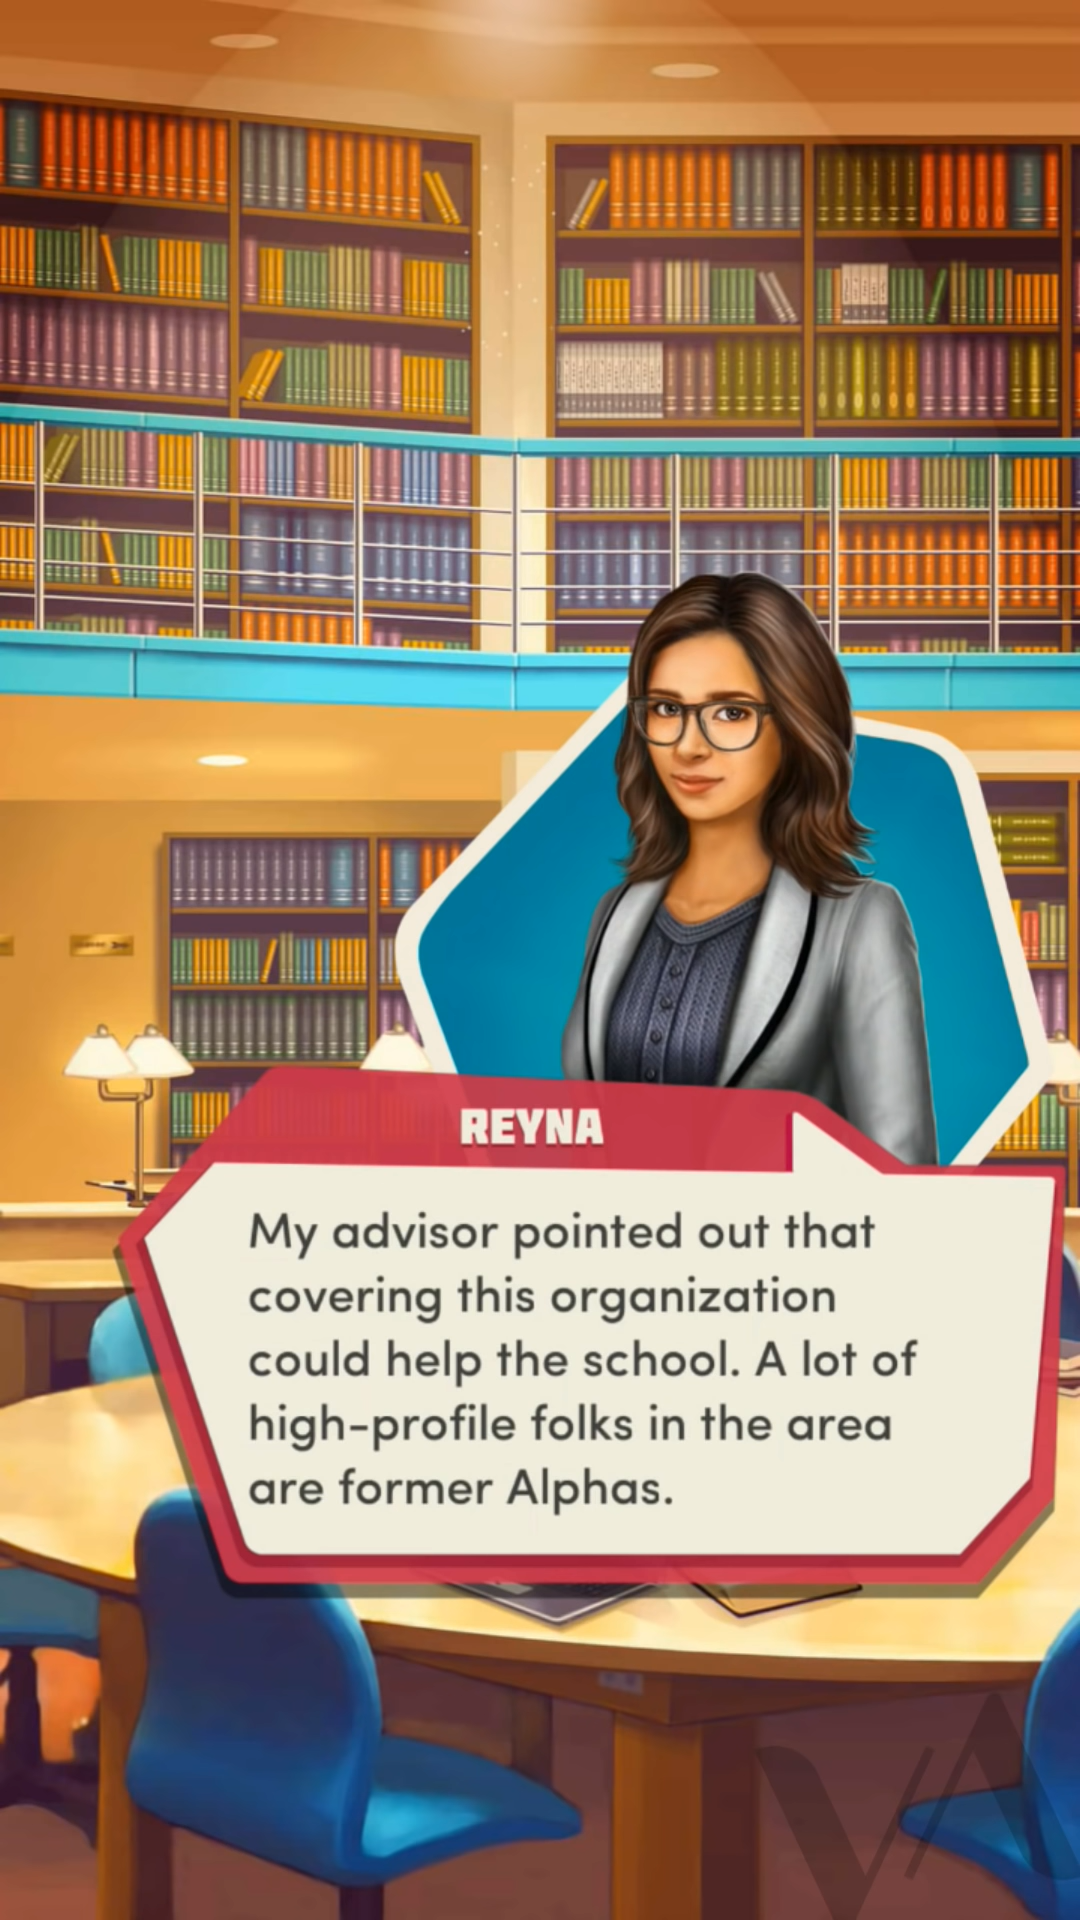 REYNA
My advisor pointed out that
covering this organization
could help the school. A lot of
high-profile folks in the area
are former Alphas.
VA